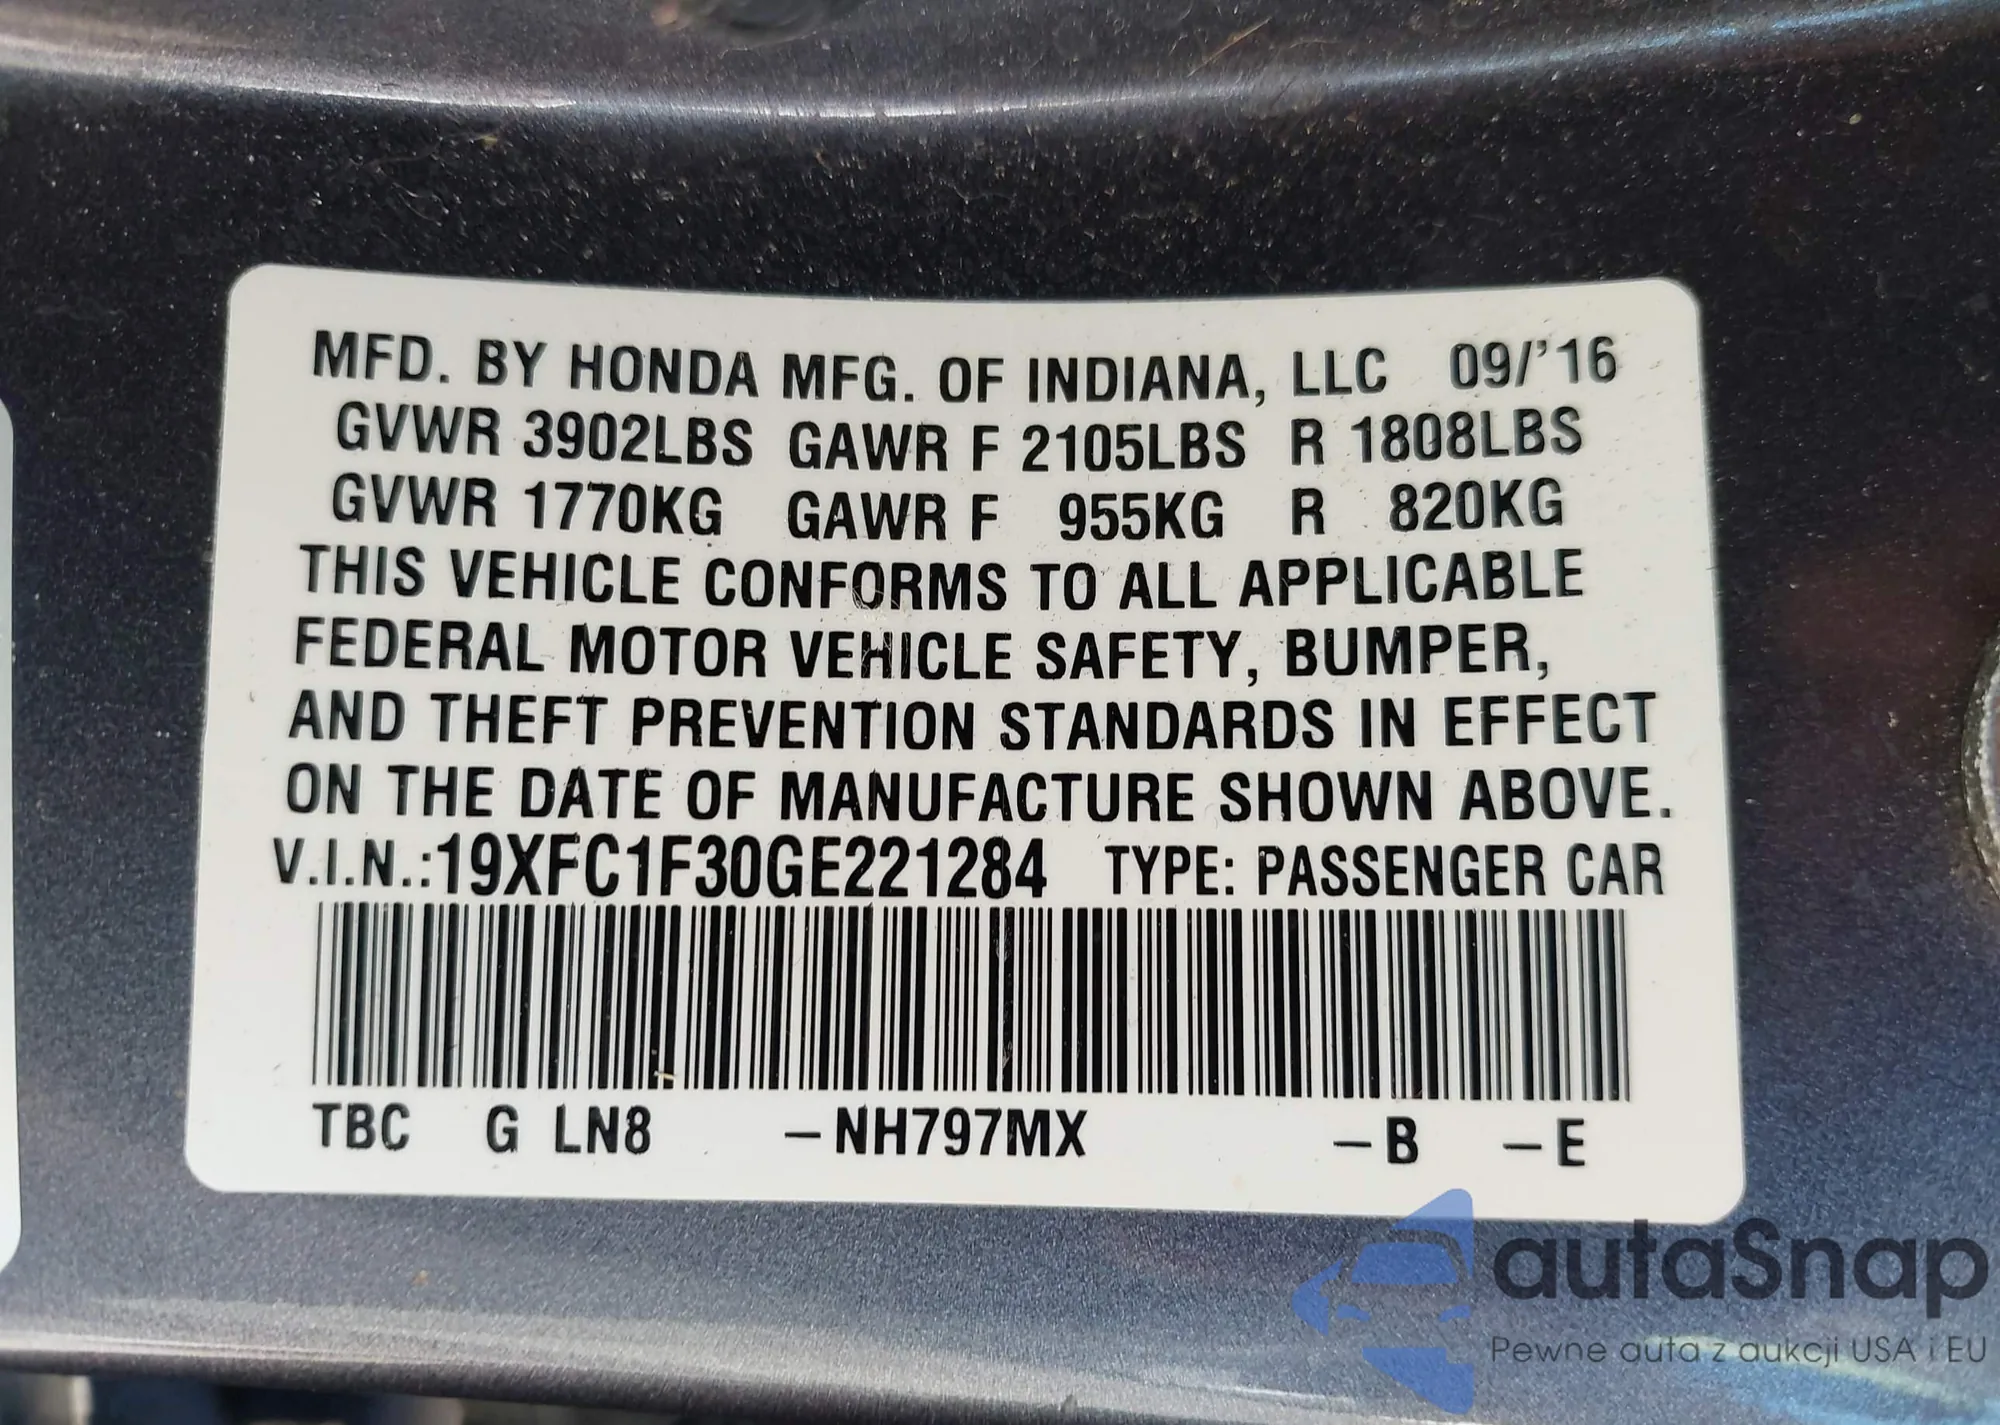 MFD. BY HONDA MFG. OF INDIANA, LLC 09/'16
GVWR 3902LBS GAWR F 2105LBS R 1808LBS
GVWR 1770KG GAWR F 955KG R 820KG
THIS VEHICLE CONFORMS TO ALL APPLICABLE
FEDERAL MOTOR VEHICLE SAFETY, BUMPER,
AND THEFT PREVENTION STANDARDS IN EFFECT
ON THE DATE OF MANUFACTURE SHOWN ABOVE.
V.I.N.:19XFC1F30GE221284 TYPE: PASSENGER CAR
TBC G LN8 –NH797MX –B –E
autaSnap
Pewne auta z aukcji USA i EU